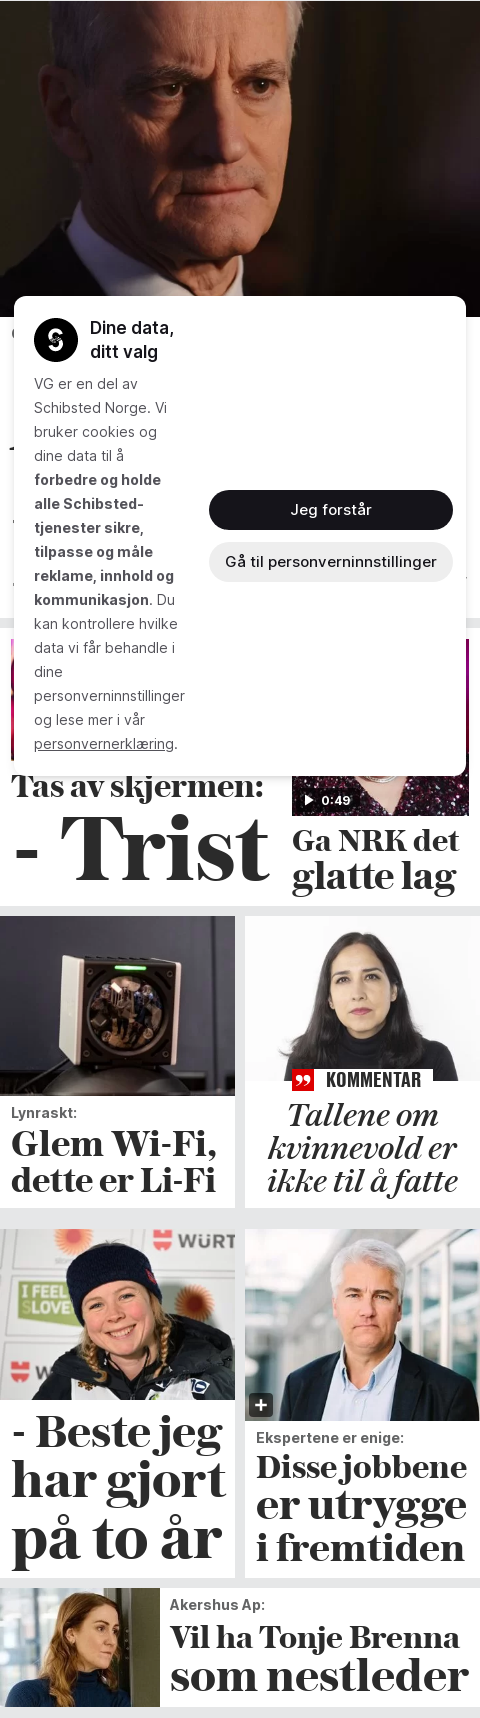 Dine data,
ditt valg
VG er en del av
Schibsted Norge. Vi
bruker cookies og
dine data til å
forbedre og holde
alle Schibsted-
tjenester sikre,
tilpasse og måle
reklame, innhold og
kommunikasjon. Du
kan kontrollere hvilke
data vi får behandle i
dine
personverninnstillinger
og lese mer i vår
personvernerklæring.
Jeg forstår
Gå til personverninnstillinger
Tas av skjermen:
- Trist
0:49
Ga NRK det
glatte lag
Lynraskt:
Glem Wi-Fi,
dette er Li-Fi
KOMMENTAR
Tallene om
kvinnevold er
ikke til å fatte
WÜRT
I FEEL
SLOVE
- Beste jeg
har gjort
på to år
Ekspertene er enige:
Disse jobbene
er utrygge
i fremtiden
Akershus Ap:
Vil ha Tonje Brenna
som nestleder